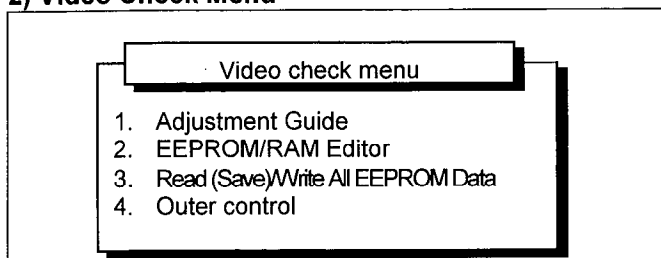 2) Video Check Menu
Video check menu
1. Adjustment Guide
2. EEPROM/RAM Editor
3. Read (Save)/Write All EEPROM Data
4. Outer control